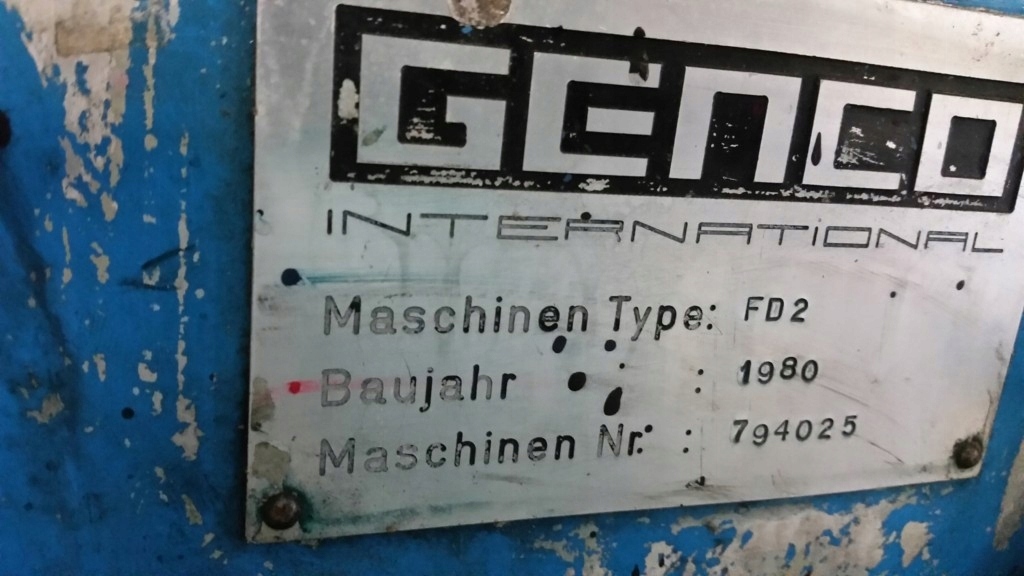 GENCO
INTERNATIONAL
Maschinen Type: FD2
Baujahr : 1980
Maschinen Nr. : 794025